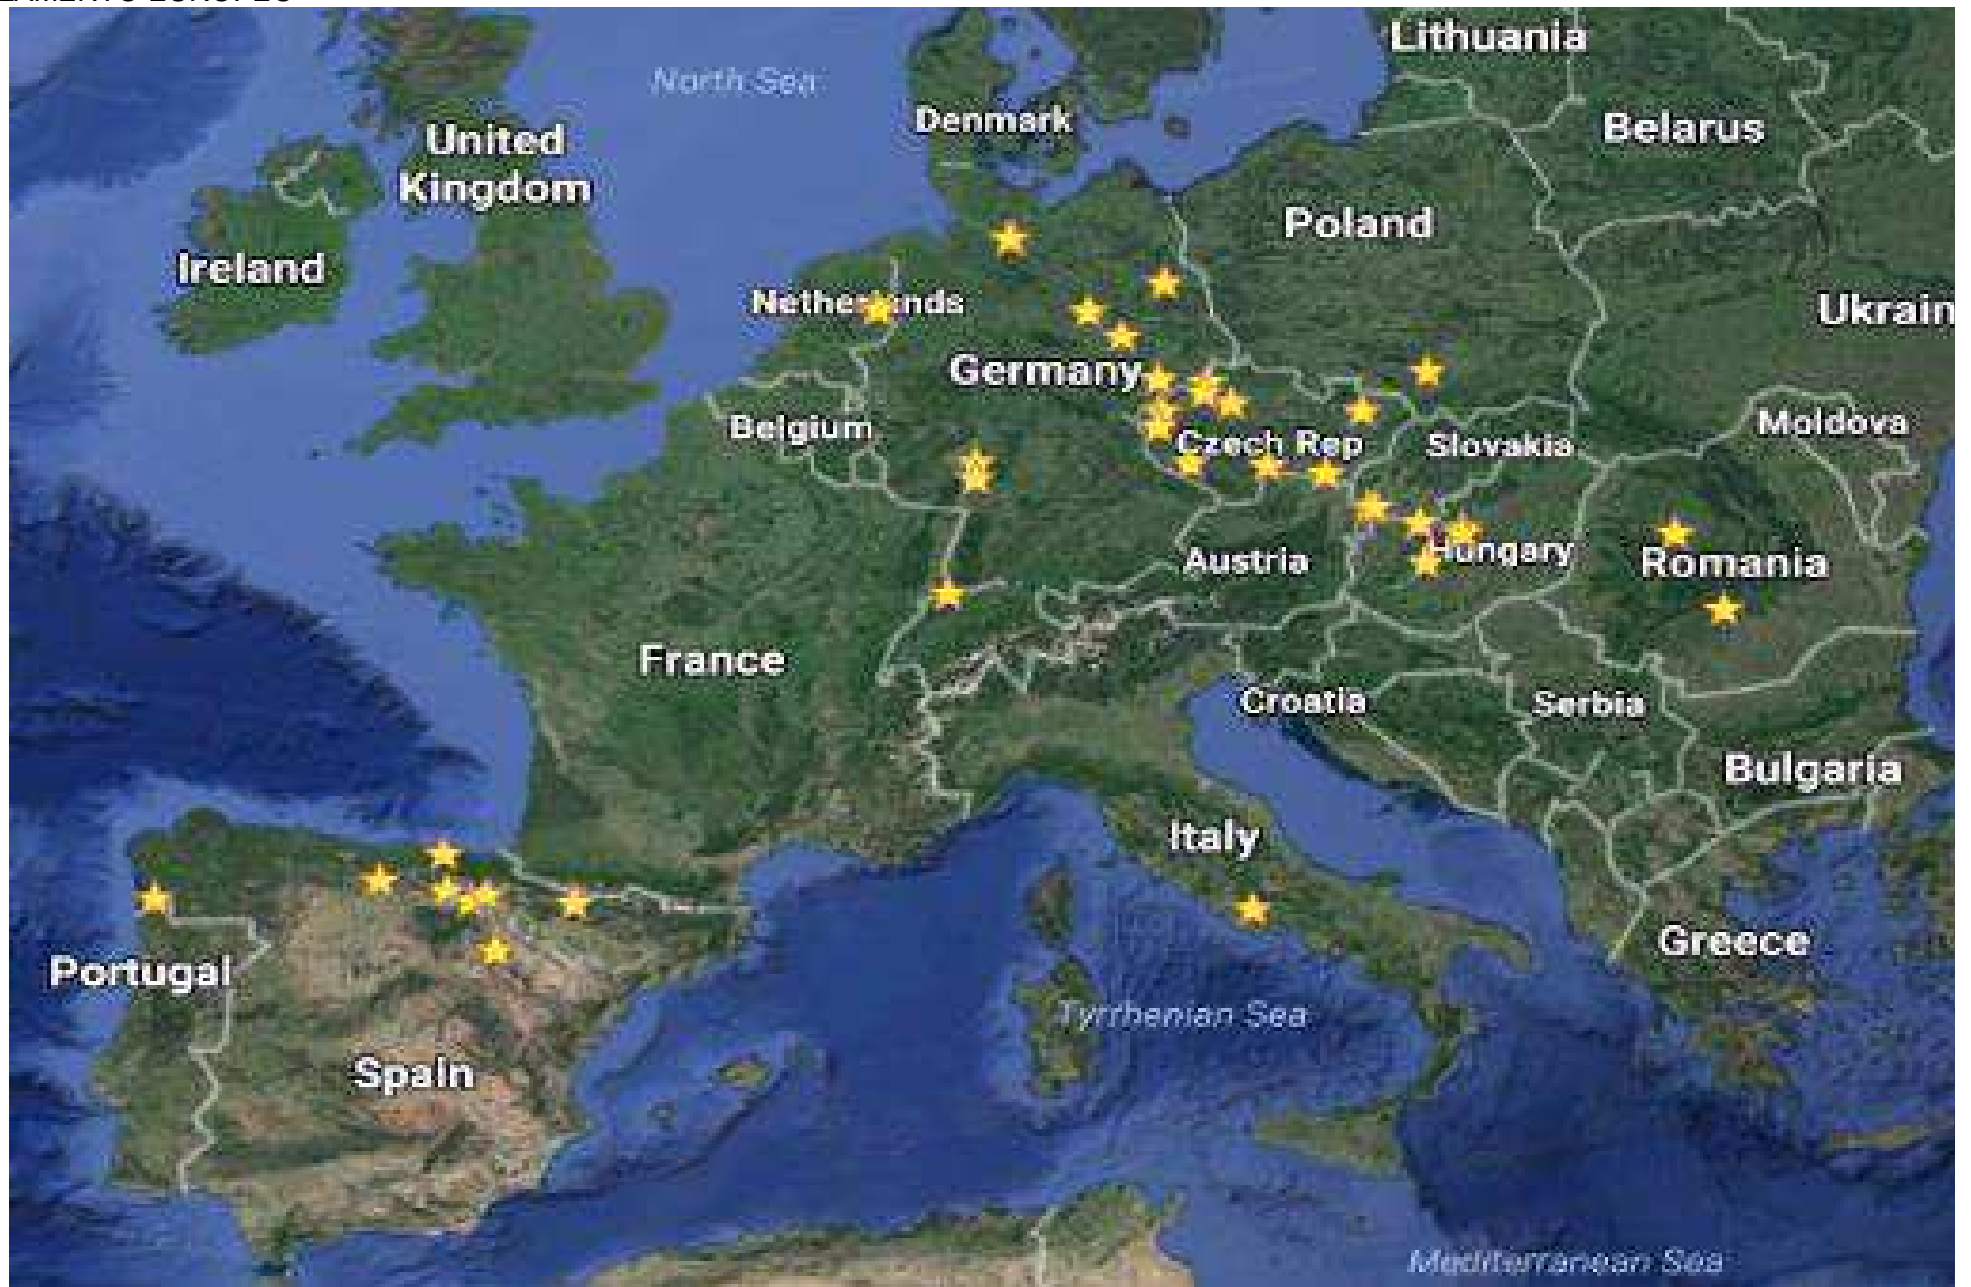 North Sea
Lithuania
Denmark
Belarus
United
Kingdom
Poland
Ireland
Netherlands
Ukrain
Germany
Belgium
Czech Rep
Slovakia
Moldova
Austria
Hungary
Romania
France
Croatia
Serbia
Bulgaria
Italy
Greece
Portugal
Tyrrhenian Sea
Spain
Mediterranean Sea